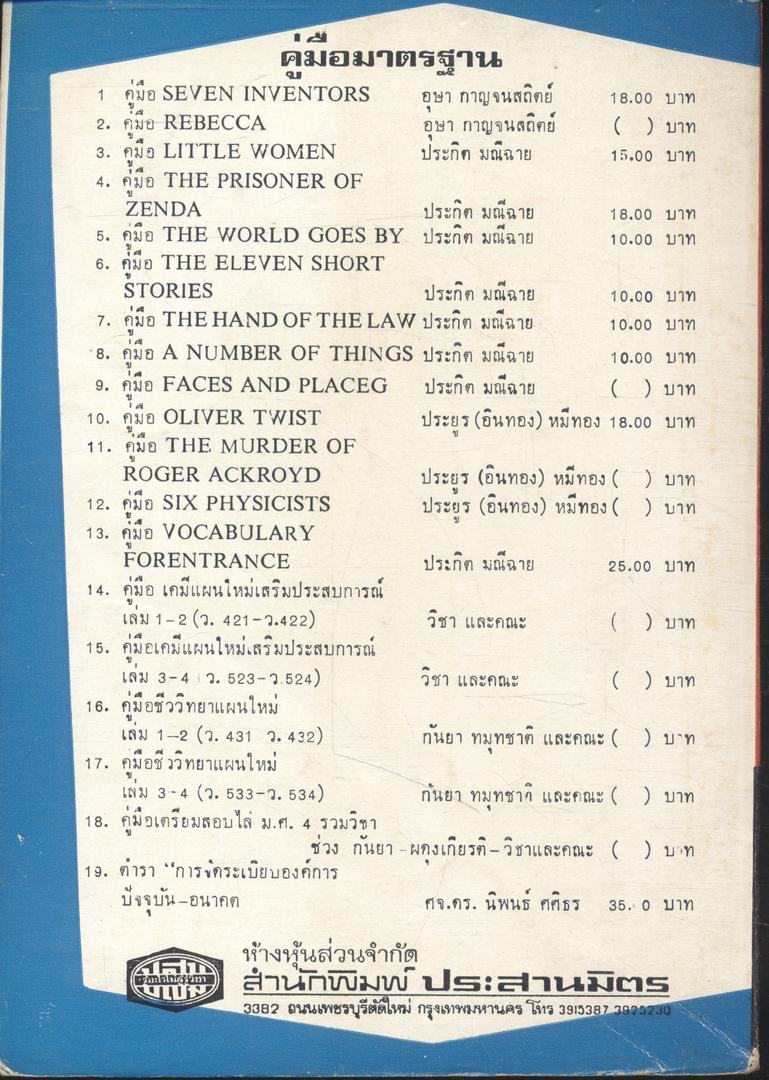 คู่มือมาตรฐาน
1 คู่มือ SEVEN INVENTORS อุษา กาญจนสถิตย์ 18.00 บาท
2. คู่มือ REBECCA อุษา กาญจนสถิตย์ ( ) บาท
3. คู่มือ LITTLE WOMEN ประกิต มณีฉาย 15.00 บาท
4. คู่มือ THE PRISONER OF
ZENDA ประกิต มณีฉาย 18.00 บาท
5. คู่มือ THE WORLD GOES BY ประกิต มณีฉาย 10.00 บาท
6. คู่มือ THE ELEVEN SHORT
STORIES ประกิต มณีฉาย 10.00 บาท
7. คู่มือ THE HAND OF THE LAW ประกิต มณีฉาย 10.00 บาท
8. คู่มือ A NUMBER OF THINGS ประกิต มณีฉาย 10.00 บาท
9. คู่มือ FACES AND PLACEG ประกิต มณีฉาย ( ) บาท
10. คู่มือ OLIVER TWIST ประยูร (อินทอง) หมีทอง 18.00 บาท
11. คู่มือ THE MURDER OF
ROGER ACKROYD ประยูร (อินทอง) หมีทอง ( ) บาท
12. คู่มือ SIX PHYSICISTS ประยูร (อินทอง) หมีทอง ( ) บาท
13. คู่มือ VOCABULARY
FORENTRANCE ประกิต มณีฉาย 25.00 บาท
14. คู่มือ เคมีแผนใหม่เสริมประสบการณ์
เล่ม 1-2 (ว. 421-ว.422) วิชา และคณะ ( ) บาท
15. คู่มือเคมีแผนใหม่เสริมประสบการณ์
เล่ม 3-4 (ว. 523-ว.524) วิชา และคณะ ( ) บาท
16. คู่มือชีววิทยาแผนใหม่
เล่ม 1-2 (ว. 431 ว. 432) กันยา ทมุทชาติ และคณะ ( ) บาท
17. คู่มือชีววิทยาแผนใหม่
เล่ม 3-4 (ว. 533-ว. 534) กันยา ทมุทชาติ และคณะ ( ) บาท
18. คู่มือเตรียมสอบไล่ ม.ศ. 4 รวมวิชา
ช่วง กันยา-ผดุงเกียรติ-วิชาและคณะ ( ) บาท
19. ตำรา "การจัดระเบียบองค์การ
ปัจจุบัน-อนาคต ศจ.ดร. นิพนธ์ ศศิธร 35.00 บาท
ห้างหุ้นส่วนจำกัด
สำนักพิมพ์ ประสานมิตร
3382 ถนนเพชรบุรีตัดใหม่ กรุงเทพมหานคร โทร 3915387 3925230